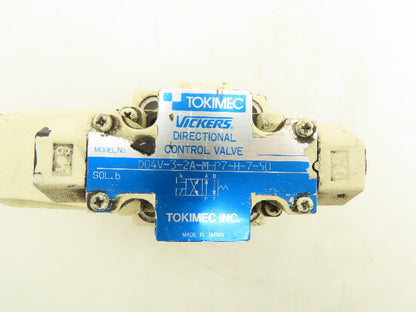 TOKIMEC
VICKERS
DIRECTIONAL
CONTROL VALVE
MODEL No.
DG4V-3-2A-M-P7-H-7-50
SOL.b
TOKIMEC INC.
MADE IN JAPAN